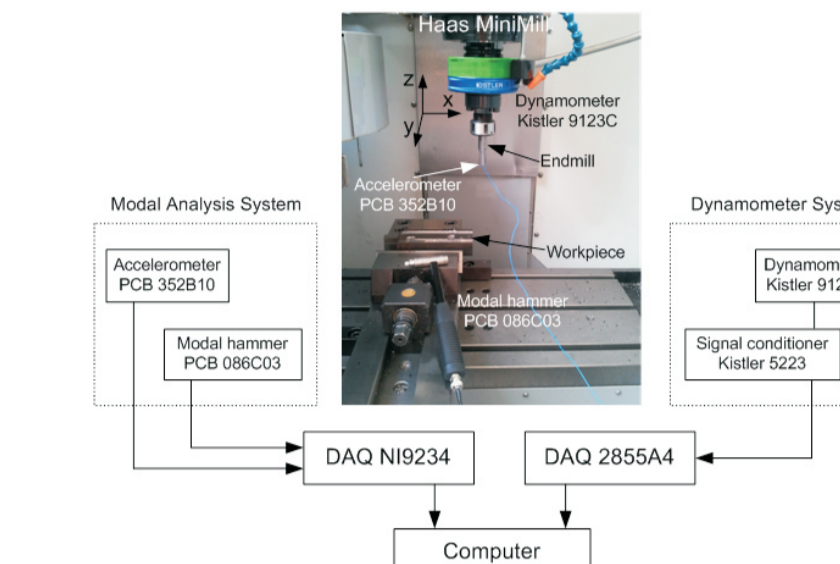 Haas MiniMill
KISTLER
z
x
y
Dynamometer
Kistler 9123C
Endmill
Accelerometer
PCB 352B10
Workpiece
Modal hammer
PCB 086C03
Modal Analysis System
Accelerometer
PCB 352B10
Modal hammer
PCB 086C03
Dynamometer Sys
Dynamom
Kistler 912
Signal conditioner
Kistler 5223
DAQ NI9234
DAQ 2855A4
Computer